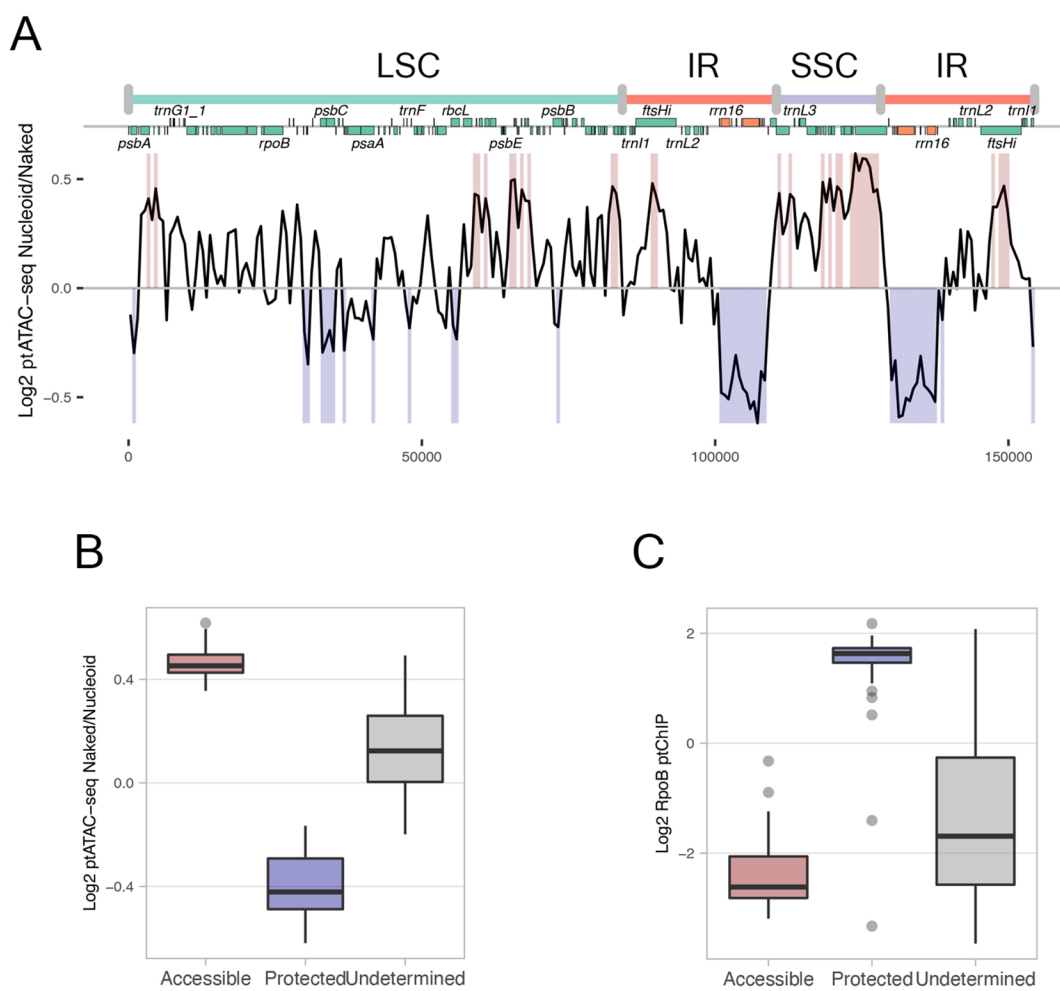 A
LSC IR SSC IR
trnG1_1 psbC trnF rbcL psbB ftsHi rrn16 trnL3 trnL2 trnI1
psbA rpoB psaA psbE trnI1 trnL2 rrn16 ftsHi
Log2 ptATAC−seq Nucleoid/Naked
0.5
0.0
−0.5
0 50000 100000 150000
B
Log2 ptATAC−seq Naked/Nucleoid
0.4
0.0
−0.4
Accessible Protected Undetermined
C
Log2 RpoB ptChIP
2
0
−2
Accessible Protected Undetermined